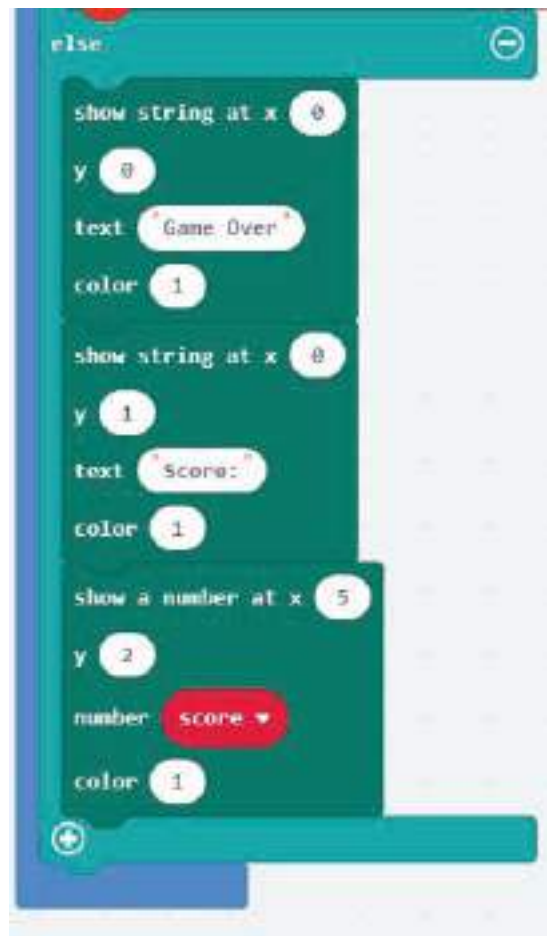 else
show string at x 0
y 0
text "Game Over"
color 1
show string at x 0
y 1
text "Score:"
color 1
show a number at x 5
y 2
number score
color 1